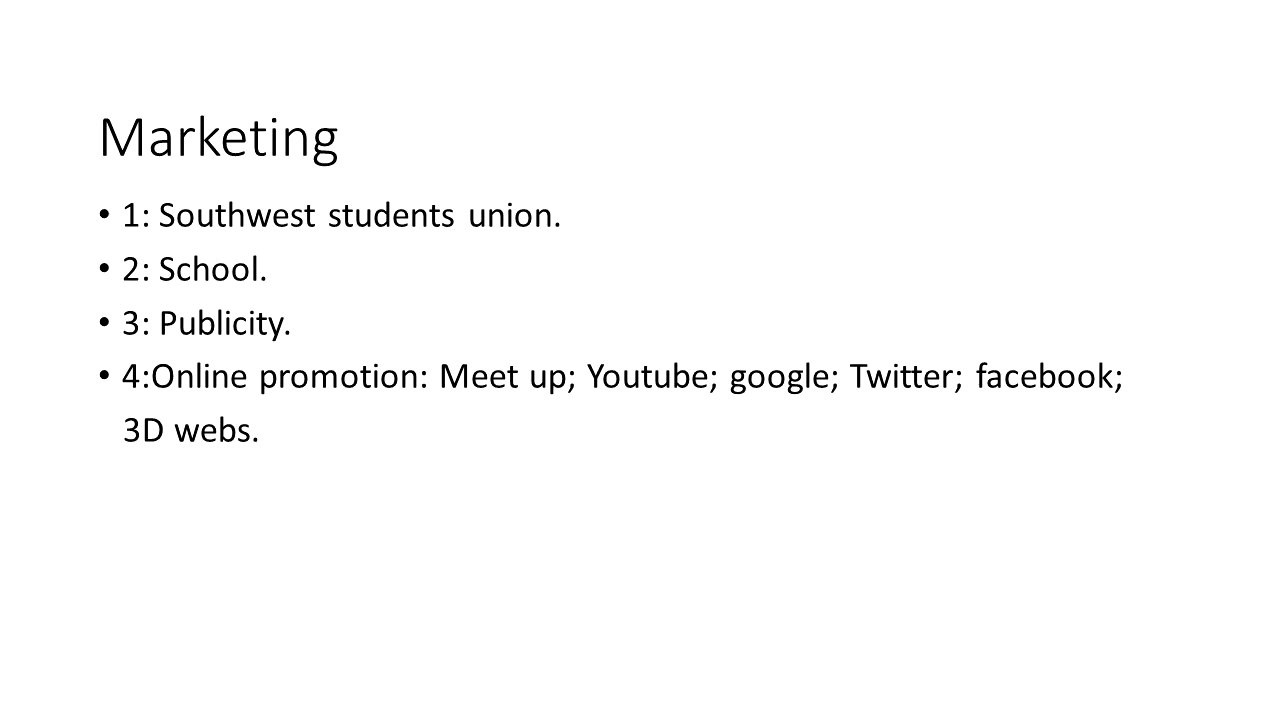 Marketing
• 1: Southwest students union.
• 2: School.
• 3: Publicity.
• 4:Online promotion: Meet up; Youtube; google; Twitter; facebook;
3D webs.